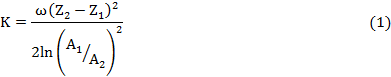 K = ω(Z₂ − Z₁)² / 2ln(A₁/A₂)² (1)